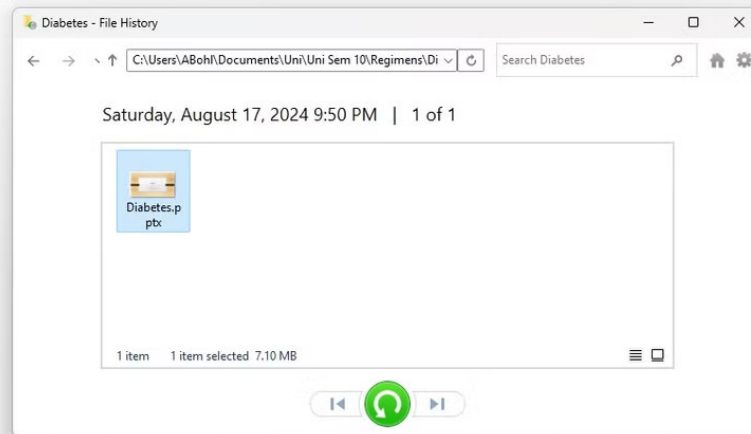 Diabetes - File History
C:\Users\ABohl\Documents\Uni\Uni Sem 10\Regimens\Di
Search Diabetes
Saturday, August 17, 2024 9:50 PM | 1 of 1
Diabetes.p
ptx
1 item 1 item selected 7.10 MB